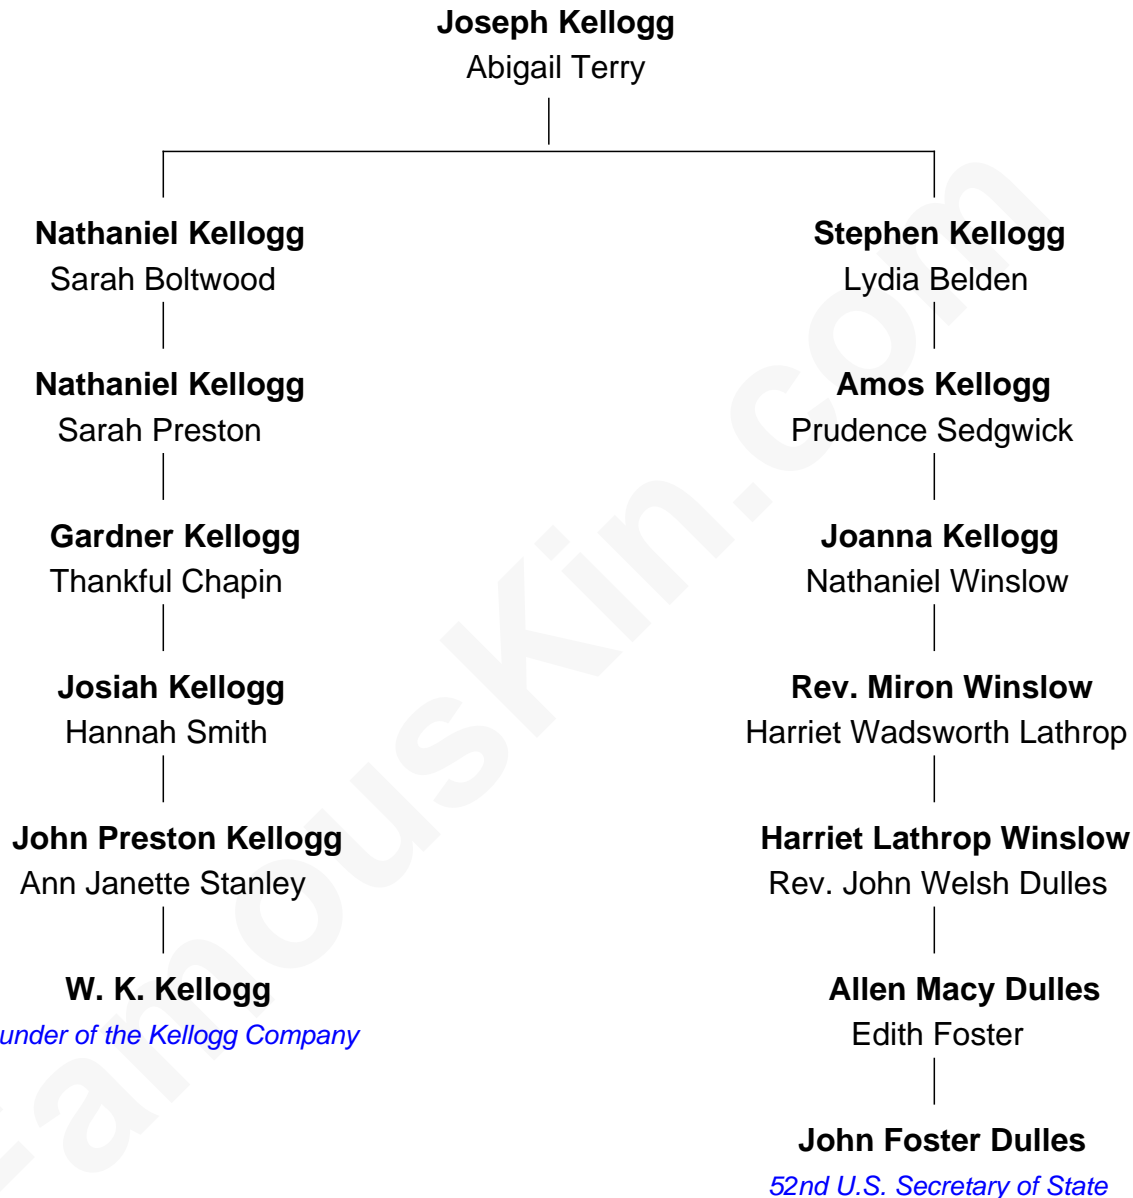 Joseph Kellogg
Abigail Terry
Nathaniel Kellogg
Sarah Boltwood
Stephen Kellogg
Lydia Belden
Nathaniel Kellogg
Sarah Preston
Amos Kellogg
Prudence Sedgwick
Gardner Kellogg
Thankful Chapin
Joanna Kellogg
Nathaniel Winslow
Josiah Kellogg
Hannah Smith
Rev. Miron Winslow
Harriet Wadsworth Lathrop
John Preston Kellogg
Ann Janette Stanley
Harriet Lathrop Winslow
Rev. John Welsh Dulles
W. K. Kellogg
under of the Kellogg Company
Allen Macy Dulles
Edith Foster
John Foster Dulles
52nd U.S. Secretary of State
FamousKin.com